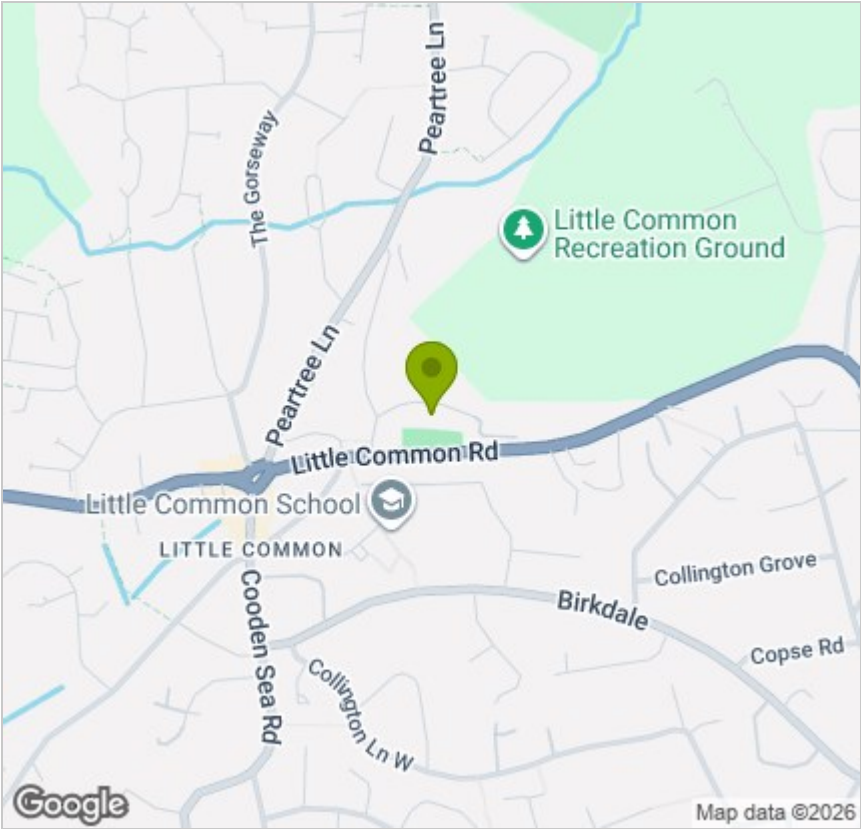 Peartree Ln
The Gorseway
Little Common
Recreation Ground
Peartree Ln
Little Common Rd
Little Common School
LITTLE COMMON
Collington Grove
Birkdale
Cooden Sea Rd
Copse Rd
Collington Ln W
Google
Map data ©2026